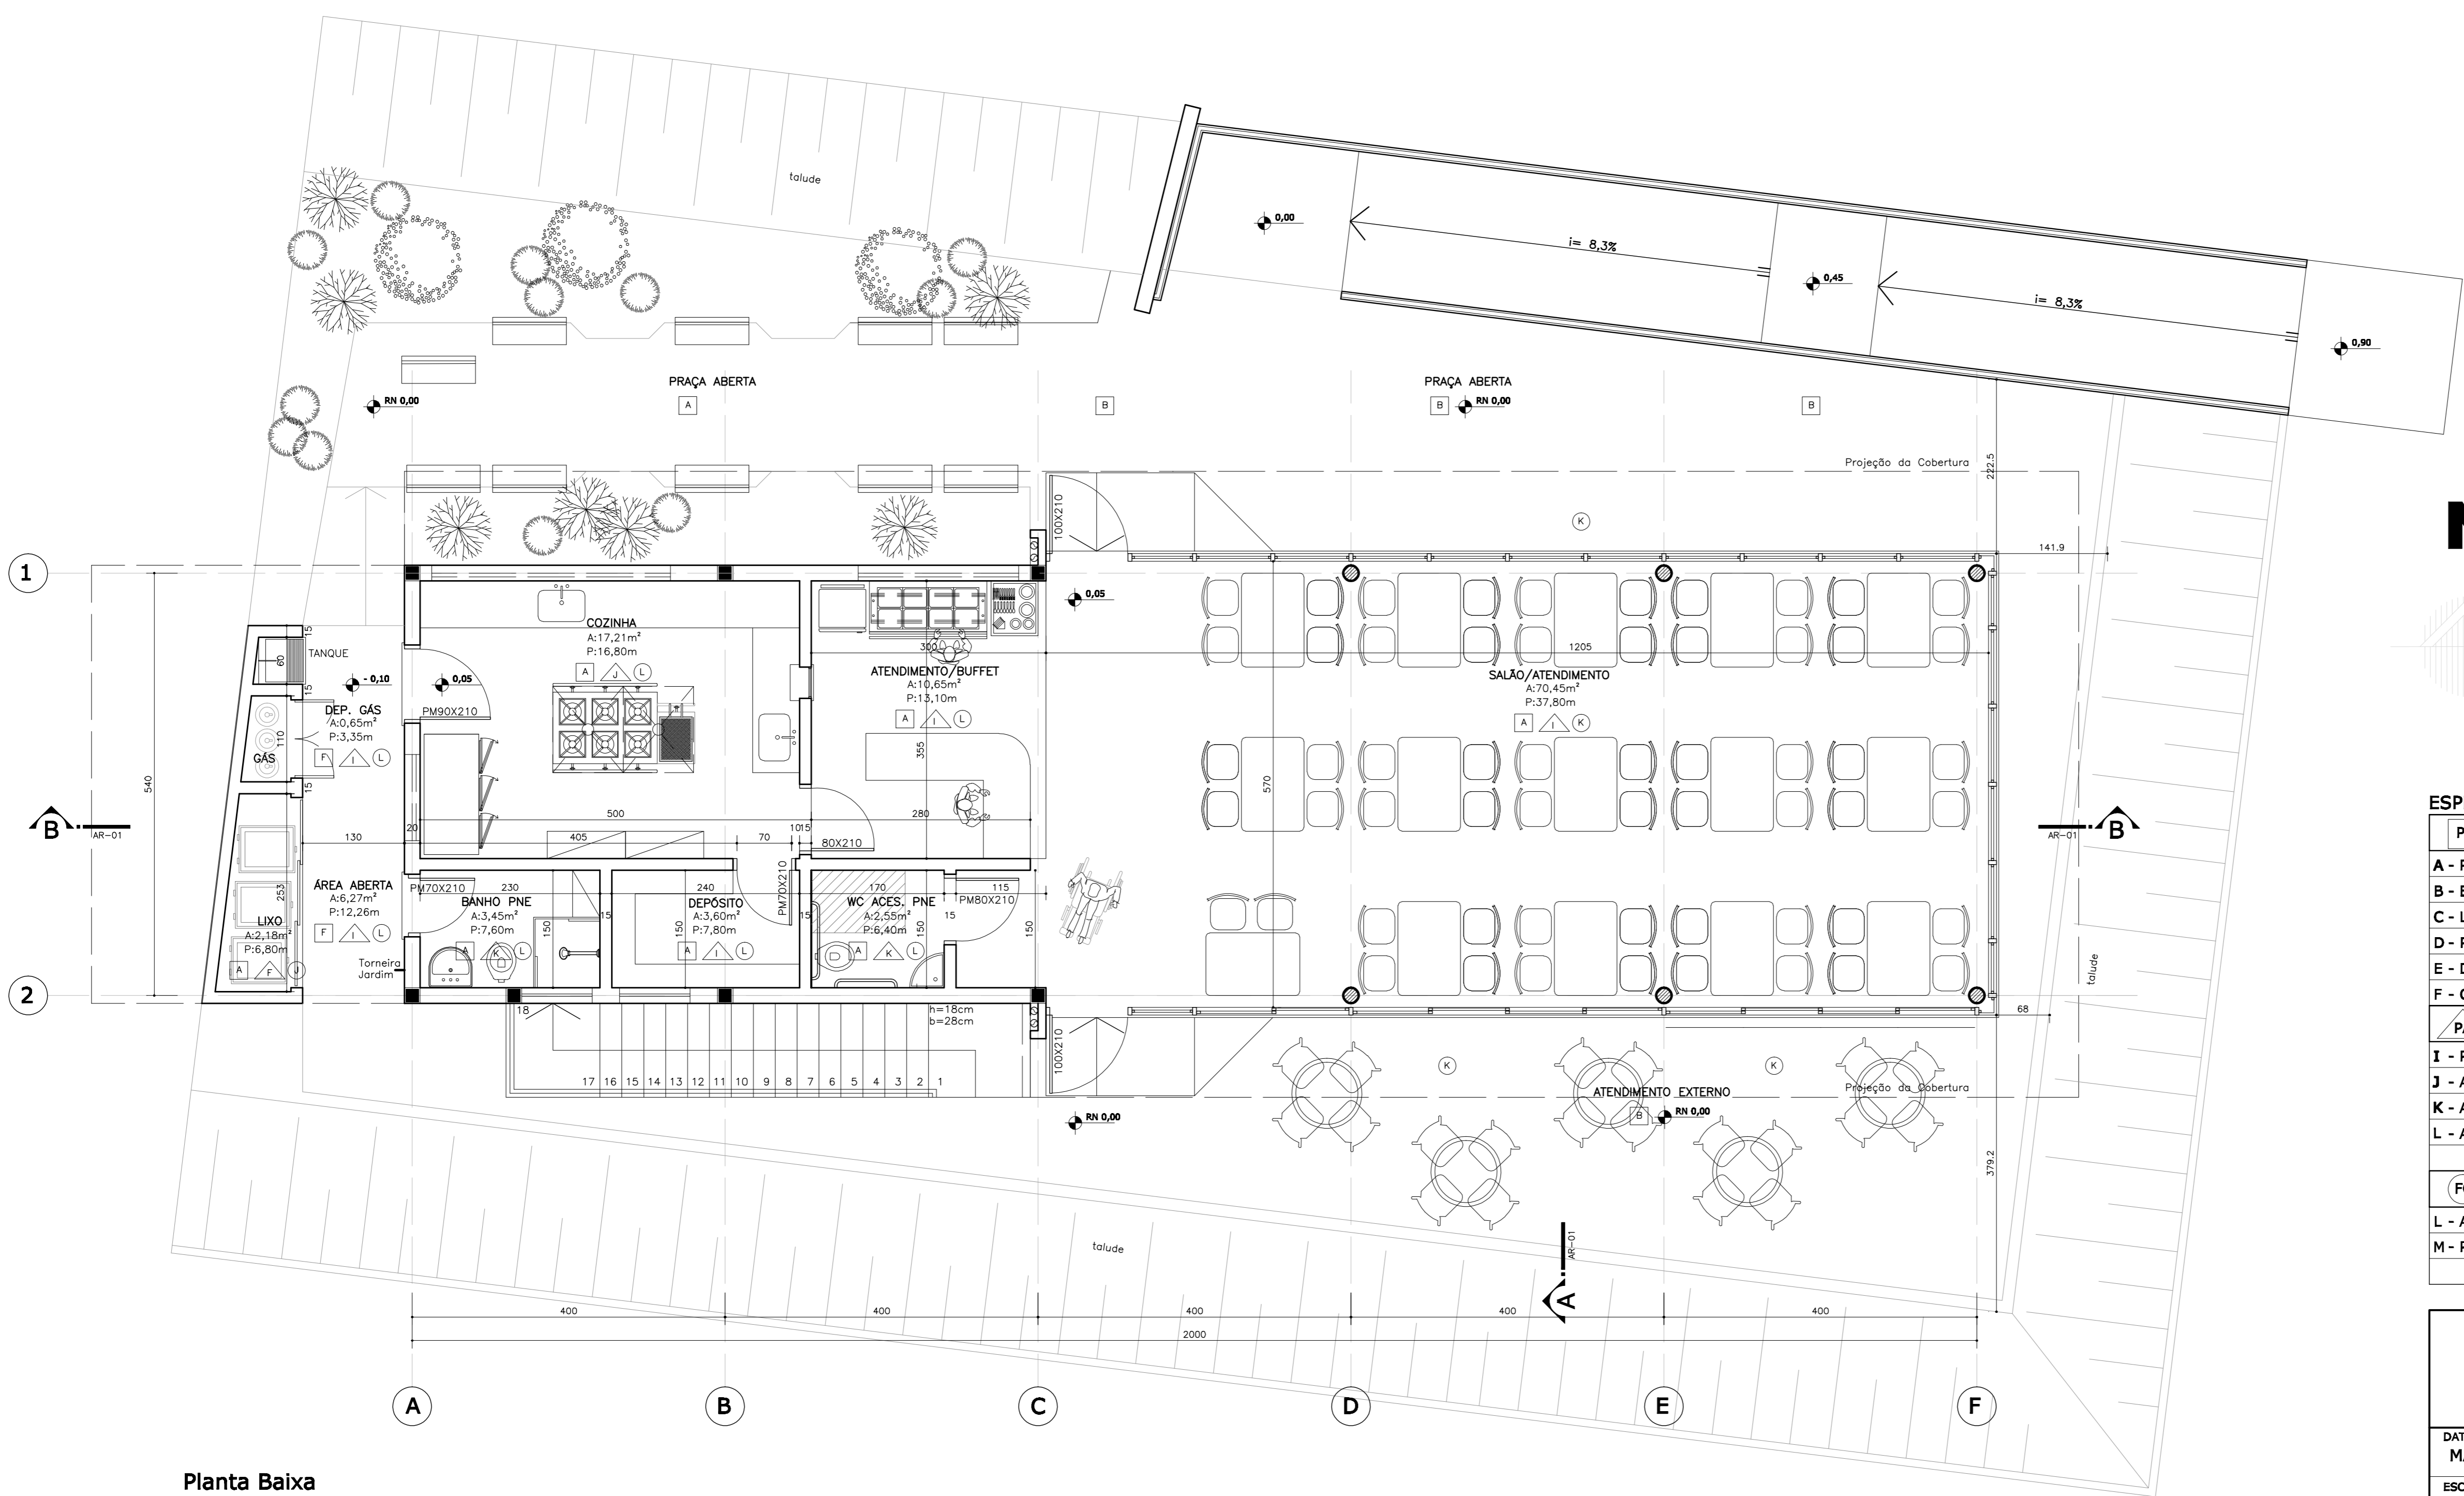 talude
0,00
i= 8,3%
0,45
i= 8,3%
0,90
PRAÇA ABERTA
A
RN 0,00
B
PRAÇA ABERTA
B
RN 0,00
B
Projeção da Cobertura
222.5
100X210
K
141.9
1
0,05
15
TANQUE
60
15
- 0,10
0,05
COZINHA
A:17,21m²
P:16,80m
A
J
L
300
ATENDIMENTO/BUFFET
A:10,65m²
P:13,10m
A
I
L
1205
SALÃO/ATENDIMENTO
A:70,45m²
P:37,80m
A
I
K
DEP. GÁS
A:0,65m²
P:3,35m
F
I
L
GÁS
110
15
PM90X210
355
570
540
B
AR-01
130
20
500
405
70
10
15
280
80X210
AR-01
B
ÁREA ABERTA
A:6,27m²
P:12,26m
F
I
L
253
LIXO
A:2,18m²
P:6,80m
A
F
J
Torneira
Jardim
PM70X210
230
BANHO PNE
A:3,45m²
P:7,60m
A
K
L
150
15
240
DEPÓSITO
A:3,60m²
P:7,80m
A
I
L
150
PM70X210
15
170
WC ACES. PNE
A:2,55m²
P:6,40m
A
K
L
150
15
115
PM80X210
150
talude
2
18
h=18cm
b=28cm
100X210
68
17 16 15 14 13 12 11 10 9 8 7 6 5 4 3 2 1
K
K
ATENDIMENTO EXTERNO
B
RN 0,00
Projeção da Cobertura
RN 0,00
379.2
talude
AR-01
A
400
400
400
400
400
2000
A
B
C
D
E
F
Planta Baixa
ESP
P
A -
B -
C - L
D -
E -
F -
P
I -
J - A
K - A
L - A
F
L - A
M -
DAT
M
ESC